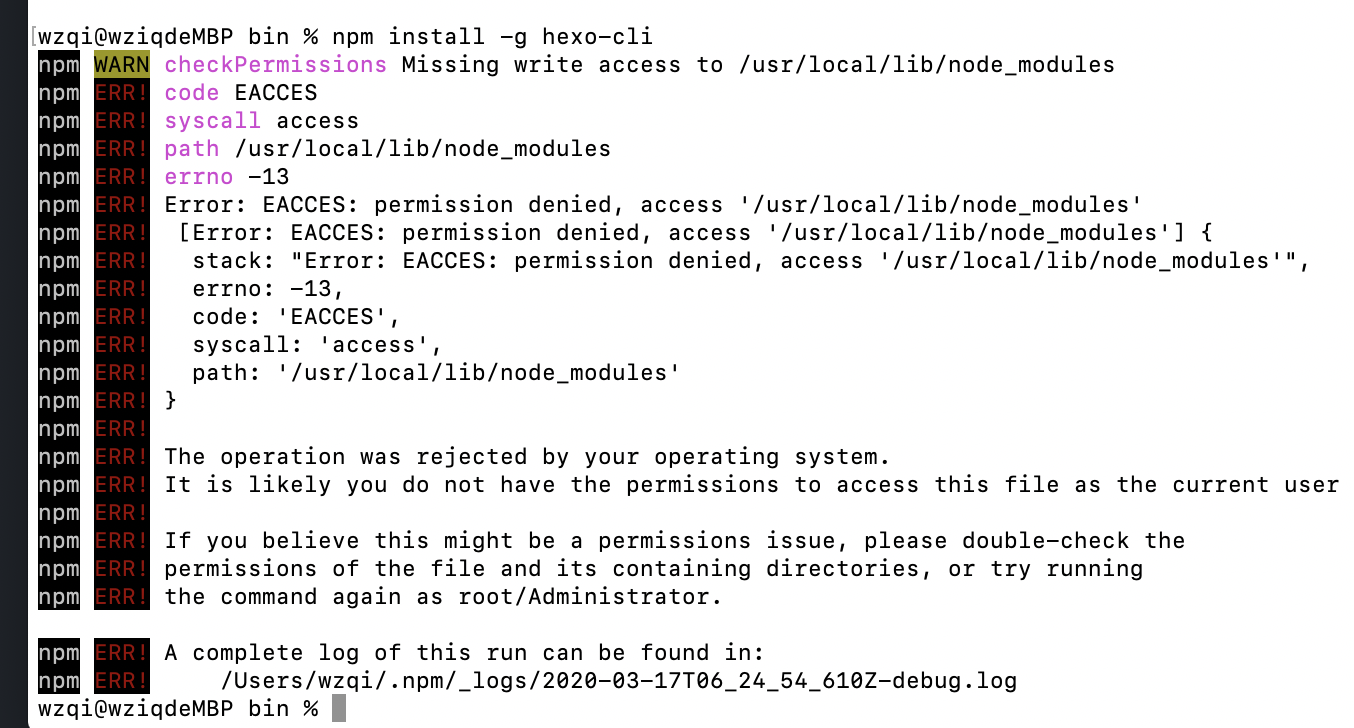 [wzqi@wziqdeMBP bin % npm install -g hexo-cli
npm WARN checkPermissions Missing write access to /usr/local/lib/node_modules
npm ERR! code EACCES
npm ERR! syscall access
npm ERR! path /usr/local/lib/node_modules
npm ERR! errno -13
npm ERR! Error: EACCES: permission denied, access '/usr/local/lib/node_modules'
npm ERR!  [Error: EACCES: permission denied, access '/usr/local/lib/node_modules'] {
npm ERR!   stack: "Error: EACCES: permission denied, access '/usr/local/lib/node_modules'",
npm ERR!   errno: -13,
npm ERR!   code: 'EACCES',
npm ERR!   syscall: 'access',
npm ERR!   path: '/usr/local/lib/node_modules'
npm ERR! }
npm ERR!
npm ERR! The operation was rejected by your operating system.
npm ERR! It is likely you do not have the permissions to access this file as the current user
npm ERR!
npm ERR! If you believe this might be a permissions issue, please double-check the
npm ERR! permissions of the file and its containing directories, or try running
npm ERR! the command again as root/Administrator.
npm ERR! A complete log of this run can be found in:
npm ERR!     /Users/wzqi/.npm/_logs/2020-03-17T06_24_54_610Z-debug.log
wzqi@wziqdeMBP bin %